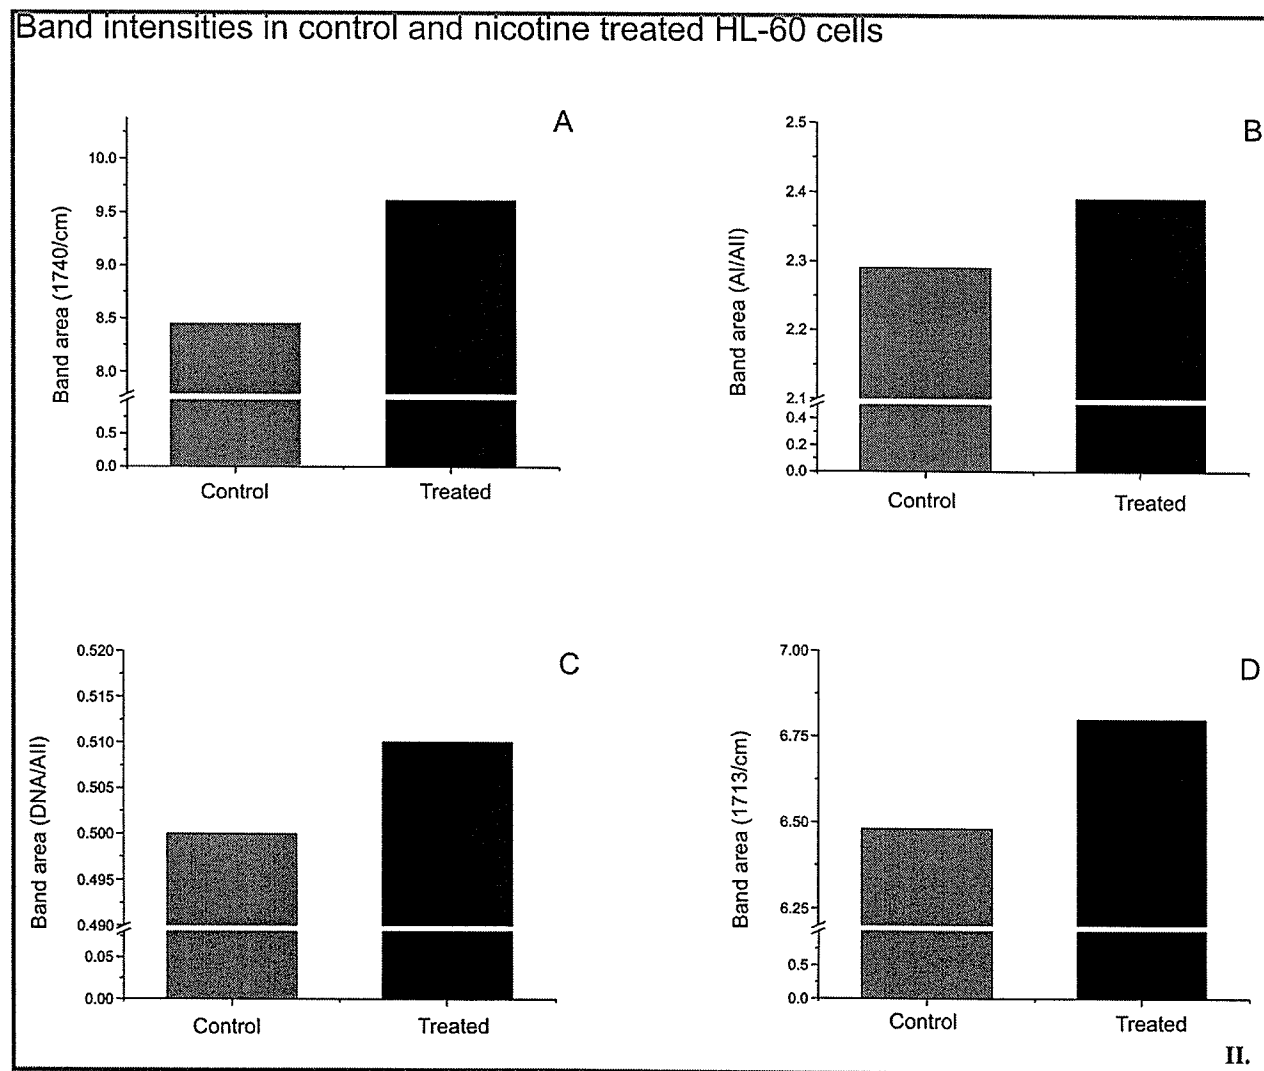 Band intensities in control and nicotine treated HL-60 cells
A
Band area (1740/cm)
10.0
9.5
9.0
8.5
8.0
0.5
0.0
Control Treated
B
Band area (AI/AII)
2.5
2.4
2.3
2.2
2.1
0.4
0.2
0.0
Control Treated
C
Band area (DNA/AII)
0.520
0.515
0.510
0.505
0.500
0.495
0.490
0.05
0.00
Control Treated
D
Band area (1713/cm)
7.00
6.75
6.50
6.25
0.5
0.0
Control Treated
II.